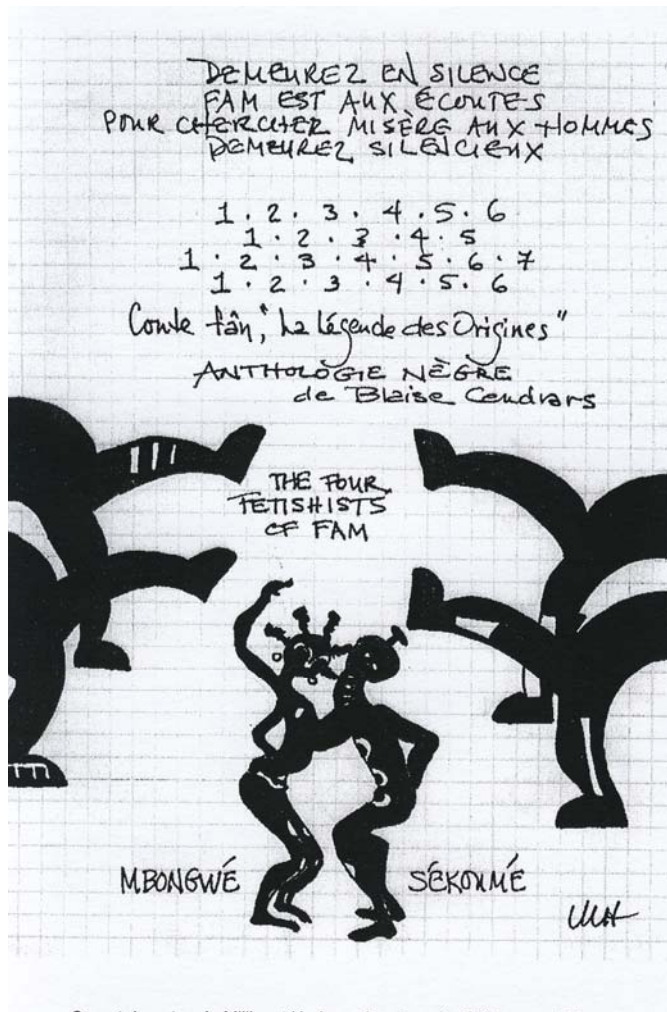 DEMEUREZ EN SILENCE
FAM EST AUX ÉCOUTES
POUR CHERCHER MISÈRE AUX HOMMES
DEMEUREZ SILENCIEUX
1 . 2 . 3 . 4 . 5 . 6
1 . 2 . 3 . 4 . 5
1 . 2 . 3 . 4 . 5 . 6 . 7
1 . 2 . 3 . 4 . 5 . 6
Conte fân, "La Légende des Origines"
ANTHOLOGIE NÈGRE
de Blaise Cendrars
THE FOUR
FETISHISTS
OF FAM
MBONGWÉ
SÉKOUMÉ